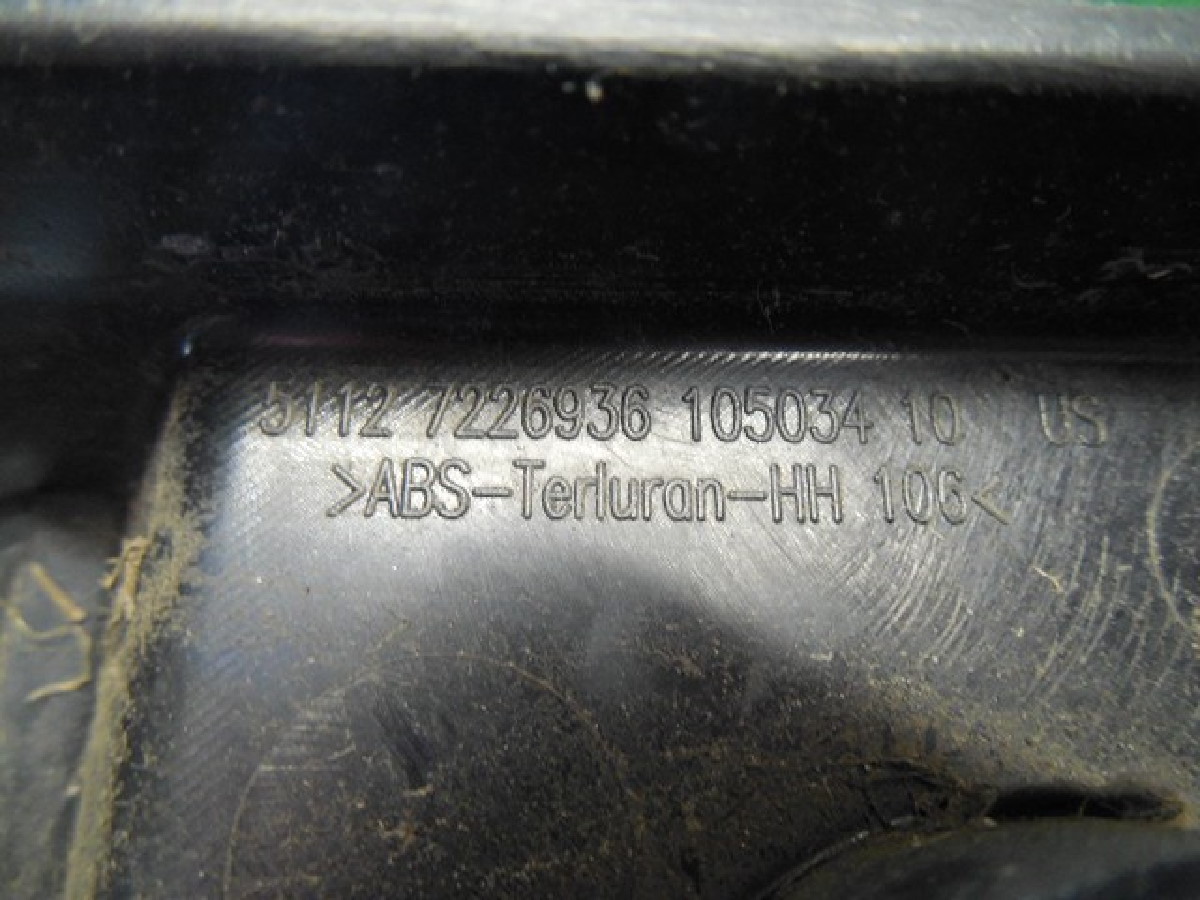 5112 7226936 105034 10 US
>ABS-Terluran-HH 106<